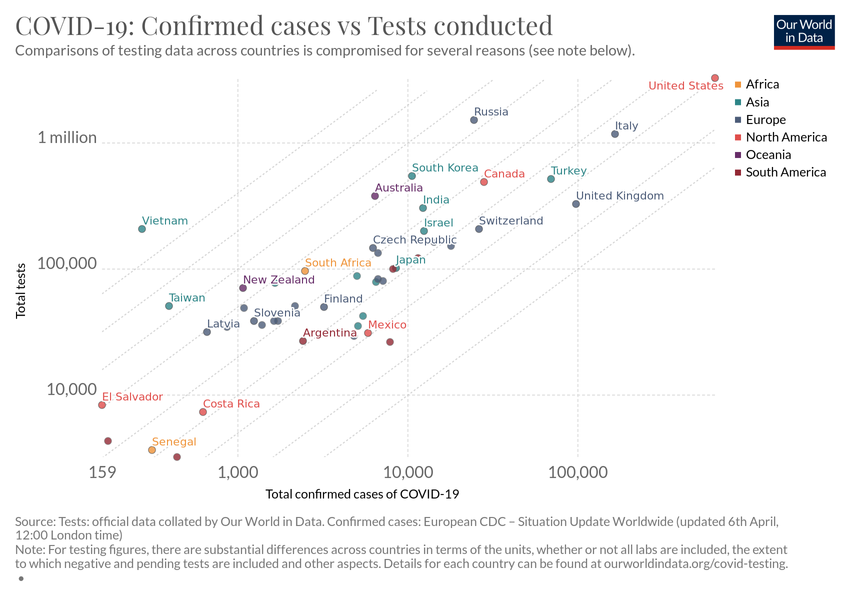 COVID-19: Confirmed cases vs Tests conducted
Comparisons of testing data across countries is compromised for several reasons (see note below).
Our World
in Data
United States
Africa
Asia
Europe
North America
Oceania
South America
Russia
Italy
1 million
South Korea
Canada
Turkey
Australia
United Kingdom
India
Vietnam
Israel
Switzerland
Czech Republic
Total tests
100,000
South Africa
Japan
New Zealand
Taiwan
Finland
Slovenia
Latvia
Mexico
Argentina
10,000
El Salvador
Costa Rica
Senegal
159
1,000
10,000
100,000
Total confirmed cases of COVID-19
Source: Tests: official data collated by Our World in Data. Confirmed cases: European CDC – Situation Update Worldwide (updated 6th April,
12:00 London time)
Note: For testing figures, there are substantial differences across countries in terms of the units, whether or not all labs are included, the extent
to which negative and pending tests are included and other aspects. Details for each country can be found at ourworldindata.org/covid-testing.